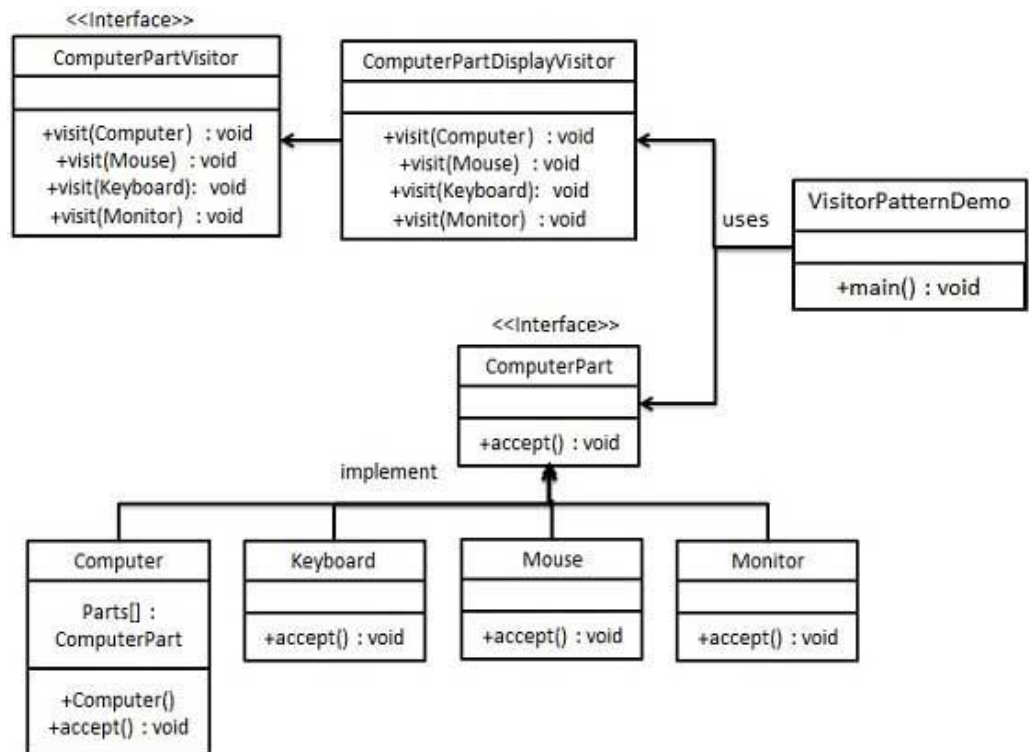 <<Interface>>
ComputerPartVisitor
+visit(Computer) : void
+visit(Mouse) : void
+visit(Keyboard): void
+visit(Monitor) : void
ComputerPartDisplayVisitor
+visit(Computer) : void
+visit(Mouse) : void
+visit(Keyboard): void
+visit(Monitor) : void
uses
VisitorPatternDemo
+main() : void
<<Interface>>
ComputerPart
+accept() : void
implement
Computer
Parts[] :
ComputerPart
+Computer()
+accept() : void
Keyboard
+accept() : void
Mouse
+accept() : void
Monitor
+accept() : void